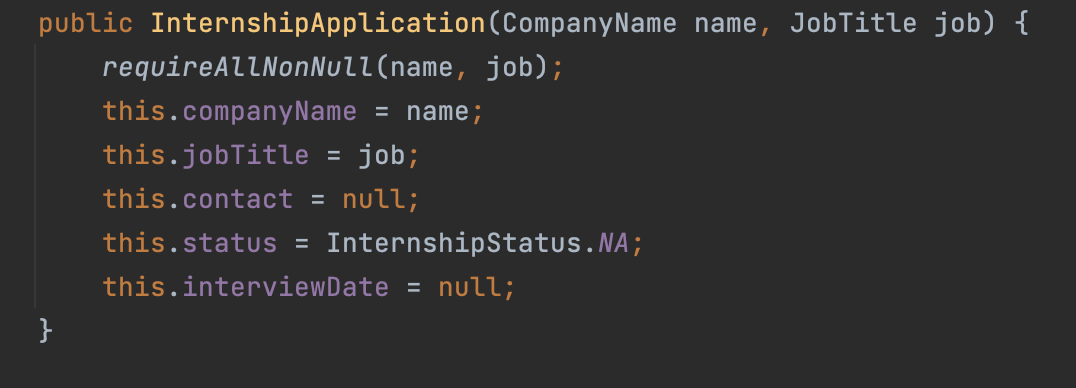 public InternshipApplication(CompanyName name, JobTitle job) {
requireAllNonNull(name, job);
this.companyName = name;
this.jobTitle = job;
this.contact = null;
this.status = InternshipStatus.NA;
this.interviewDate = null;
}